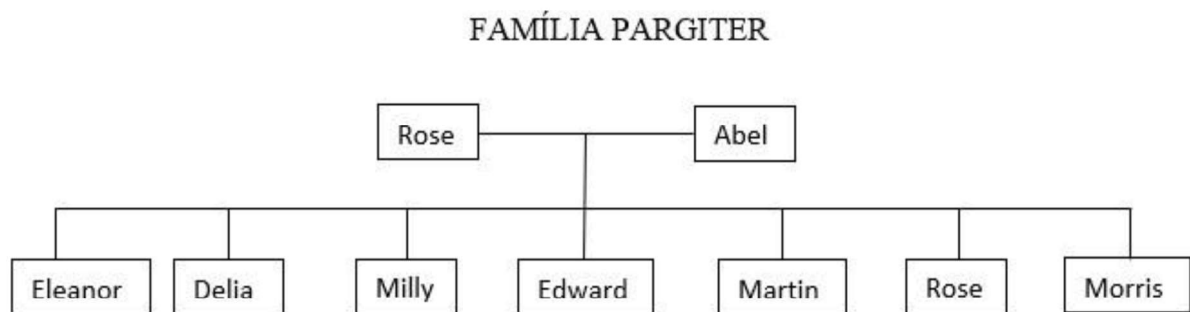 FAMÍLIA PARGITER
Rose Abel
Eleanor Delia Milly Edward Martin Rose Morris